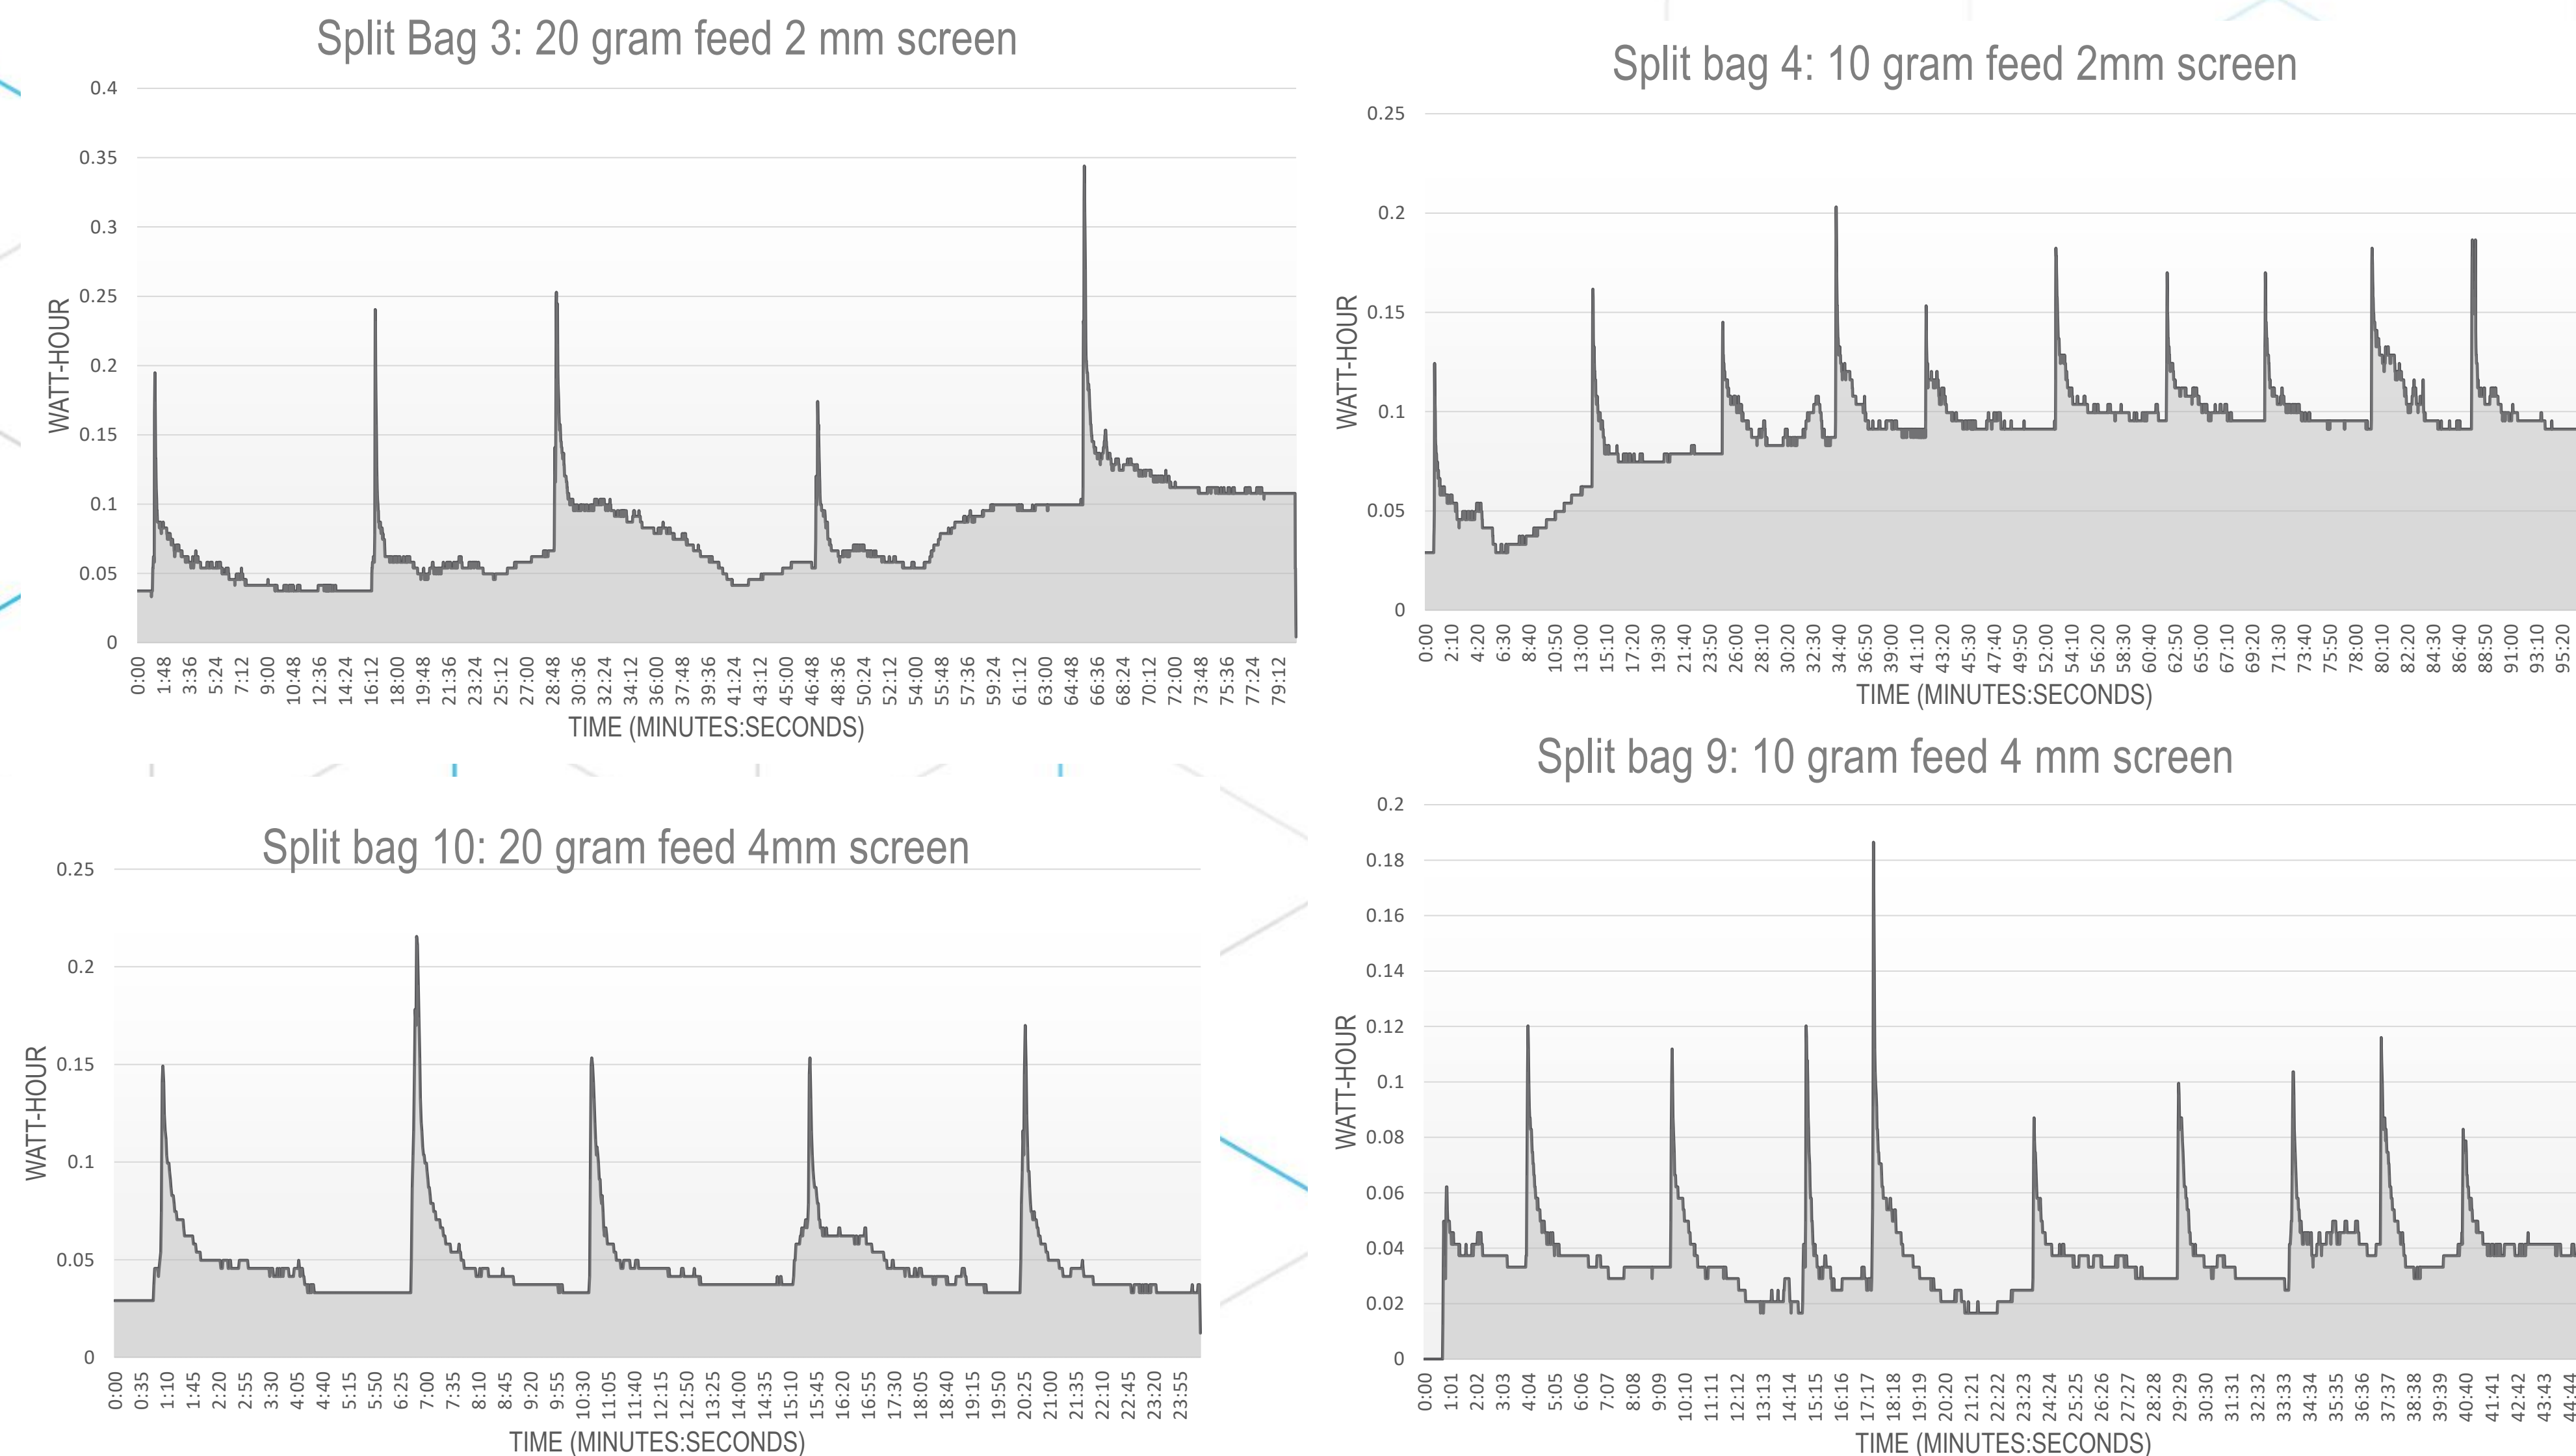 Split Bag 3: 20 gram feed 2 mm screen
0.4
0.35
0.3
0.25
0.2
0.15
0.1
0.05
0
WATT-HOUR
0:00 1:48 3:36 5:24 7:12 9:00 10:48 12:36 14:24 16:12 18:00 19:48 21:36 23:24 25:12 27:00 28:48 30:36 32:24 34:12 36:00 37:48 39:36 41:24 43:12 45:00 46:48 48:36 50:24 52:12 54:00 55:48 57:36 59:24 61:12 63:00 64:48 66:36 68:24 70:12 72:00 73:48 75:36 77:24 79:12
TIME (MINUTES:SECONDS)
Split bag 4: 10 gram feed 2mm screen
0.25
0.2
0.15
0.1
0.05
0
WATT-HOUR
0:00 2:10 4:20 6:30 8:40 10:50 13:00 15:10 17:20 19:30 21:40 23:50 26:00 28:10 30:20 32:30 34:40 36:50 39:00 41:10 43:20 45:30 47:40 49:50 52:00 54:10 56:20 58:30 60:40 62:50 65:00 67:10 69:20 71:30 73:40 75:50 78:00 80:10 82:20 84:30 86:40 88:50 91:00 93:10 95:20
TIME (MINUTES:SECONDS)
Split bag 10: 20 gram feed 4mm screen
0.25
0.2
0.15
0.1
0.05
0
WATT-HOUR
0:00 0:35 1:10 1:45 2:20 2:55 3:30 4:05 4:40 5:15 5:50 6:25 7:00 7:35 8:10 8:45 9:20 9:55 10:30 11:05 11:40 12:15 12:50 13:25 14:00 14:35 15:10 15:45 16:20 16:55 17:30 18:05 18:40 19:15 19:50 20:25 21:00 21:35 22:10 22:45 23:20 23:55
TIME (MINUTES:SECONDS)
Split bag 9: 10 gram feed 4 mm screen
0.2
0.18
0.16
0.14
0.12
0.1
0.08
0.06
0.04
0.02
0
WATT-HOUR
0:00 1:01 2:02 3:03 4:04 5:05 6:06 7:07 8:08 9:09 10:10 11:11 12:12 13:13 14:14 15:15 16:16 17:17 18:18 19:19 20:20 21:21 22:22 23:23 24:24 25:25 26:26 27:27 28:28 29:29 30:30 31:31 32:32 33:33 34:34 35:35 36:36 37:37 38:38 39:39 40:40 41:41 42:42 43:43 44:44
TIME (MINUTES:SECONDS)